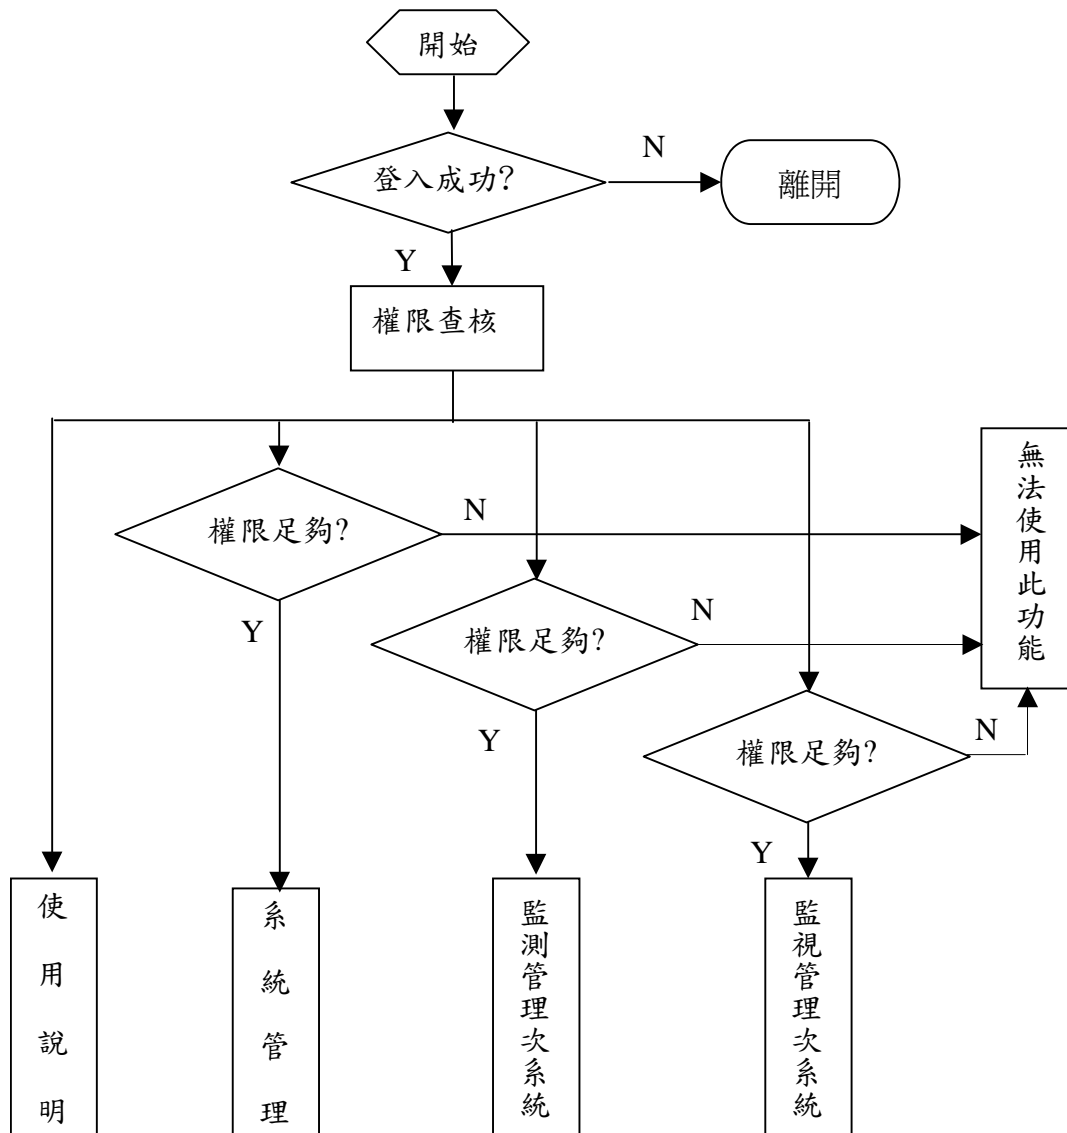 開始
登入成功?
N
離開
Y
權限查核
無法使用此功能
權限足夠?
N
Y
權限足夠?
N
Y
權限足夠?
N
Y
使用說明
系統管理
監測管理次系統
監視管理次系統